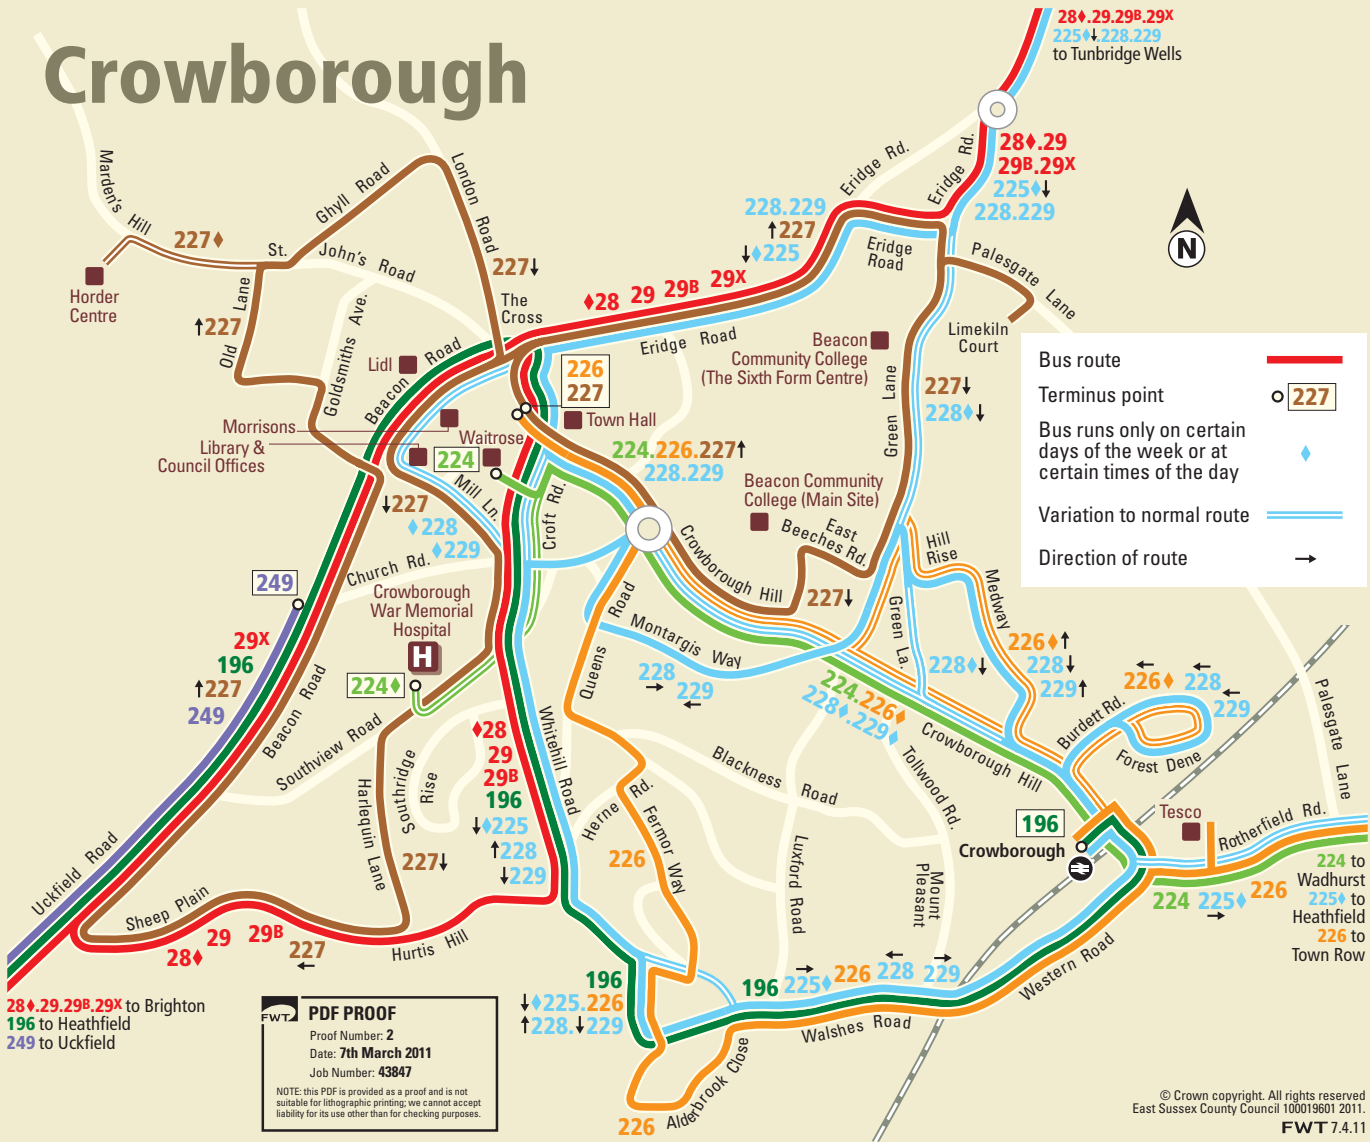 Crowborough
28♦.29.29B.29X
225♦↓.228.229
to Tunbridge Wells
28♦.29
29B.29X
225♦↓
228.229
Eridge Rd.
Eridge Rd.
228.229
↑227
↓♦225
Eridge
Road
Palesgate Lane
Limekiln
Court
Marden's Hill
227♦
Horder
Centre
St. John's Road
Ghyll Road
London Road
227↓
The
Cross
♦28 29 29B 29X
Eridge Road
↑227
Old Lane
Goldsmiths Ave.
Lidl
Beacon Road
Morrisons
Library &
Council Offices
Waitrose
224
226
227
Town Hall
Beacon
Community College
(The Sixth Form Centre)
Green Lane
227↓
228♦↓
N
Bus route
Terminus point
227
Bus runs only on certain
days of the week or at
certain times of the day
Variation to normal route
Direction of route
224.226.227↑
228.229
Beacon Community
College (Main Site)
East
Beeches Rd.
Mill Ln.
Croft Rd.
↓227
♦228
♦229
Church Rd.
249
Crowborough
War Memorial
Hospital
H
224♦
29X
196
↑227
249
Beacon Road
Southview Road
Harlequin Lane
Southridge
Rise
227↓
Crowborough Hill
227↓
Hill
Rise
Medway
Green La.
228♦↓
226♦↑
228↓
229↑
Queens Road
Montargis Way
228
→
229
←
224.226♦
228♦.229♦
Crowborough Hill
Tollwood Rd.
Burdett Rd.
←
226♦
←
228
←
229
Forest Dene
Palesgate Lane
♦28
29
29B
196
↓♦225
↑228
↓229
Whitehill Road
Herne Rd.
Fermor Way
226
Blackness Road
Luxford Road
Mount
Pleasant
196
Crowborough
Tesco
Rotherfield Rd.
224 225♦ 226
→
224 to
Wadhurst
225♦ to
Heathfield
226 to
Town Row
Uckfield Road
Sheep Plain
28♦ 29 29B 227
←
Hurtis Hill
196
↓♦225.226
↑228.↓229
196 225♦ 226 228 229
→ ← →
Walshes Road
Western Road
Alderbrook Close
226
28♦.29.29B.29X to Brighton
196 to Heathfield
249 to Uckfield
FWT
PDF PROOF
Proof Number: 2
Date: 7th March 2011
Job Number: 43847
NOTE: this PDF is provided as a proof and is not
suitable for lithographic printing; we cannot accept
liability for its use other than for checking purposes.
© Crown copyright. All rights reserved
East Sussex County Council 100019601 2011.
FWT 7.4.11